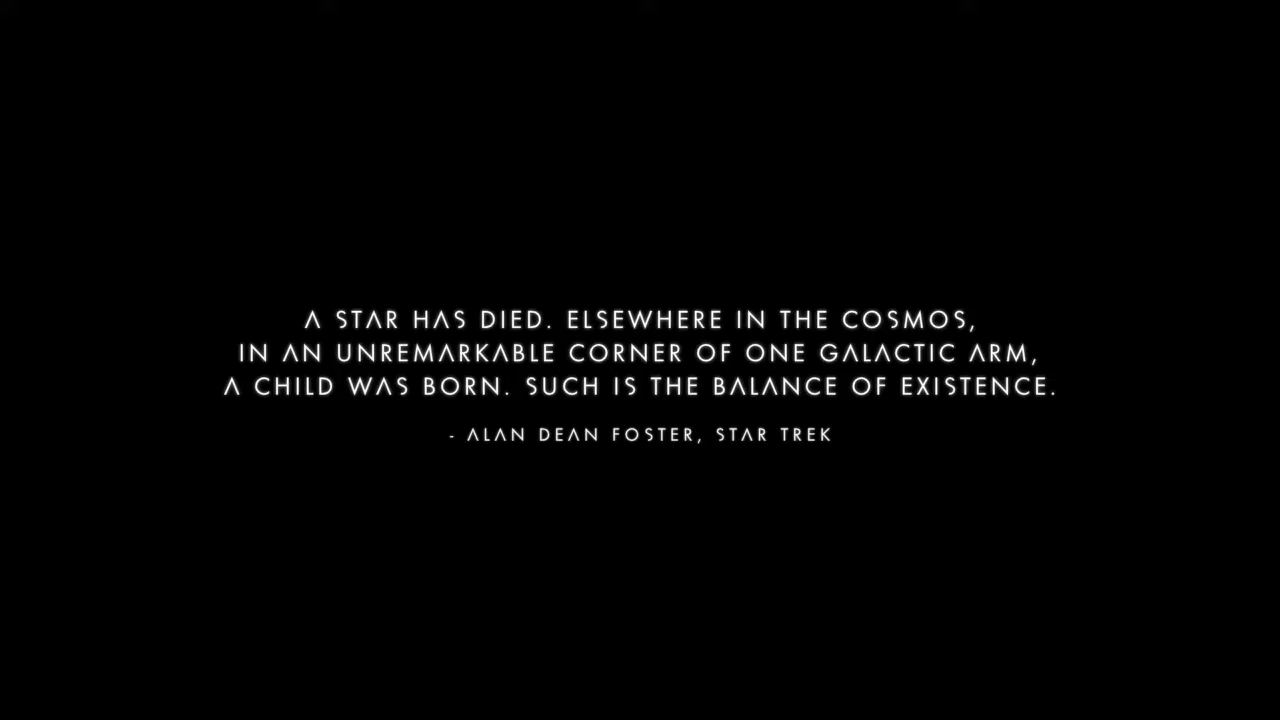 A STAR HAS DIED. ELSEWHERE IN THE COSMOS,
IN AN UNREMARKABLE CORNER OF ONE GALACTIC ARM,
A CHILD WAS BORN. SUCH IS THE BALANCE OF EXISTENCE.
- ALAN DEAN FOSTER, STAR TREK